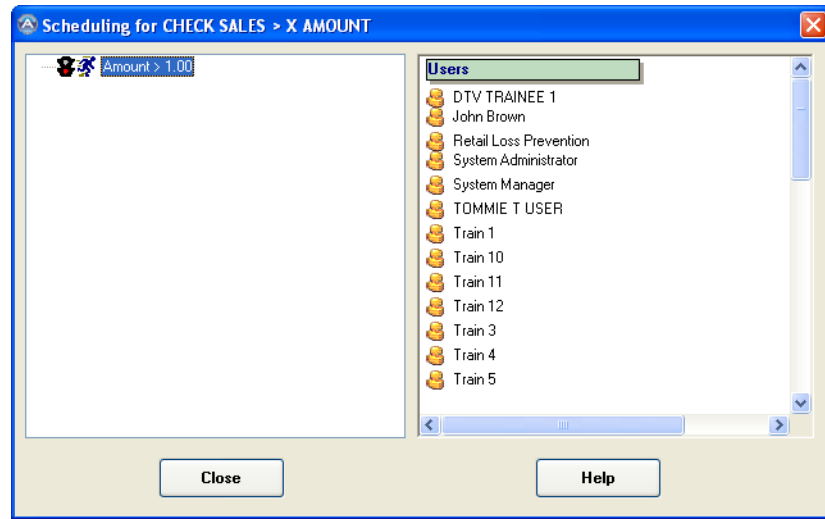 Scheduling for CHECK SALES > X AMOUNT
Amount > 1.00
Users
DTV TRAINEE 1
John Brown
Retail Loss Prevention
System Administrator
System Manager
TOMMIE T USER
Train 1
Train 10
Train 11
Train 12
Train 3
Train 4
Train 5
Close
Help